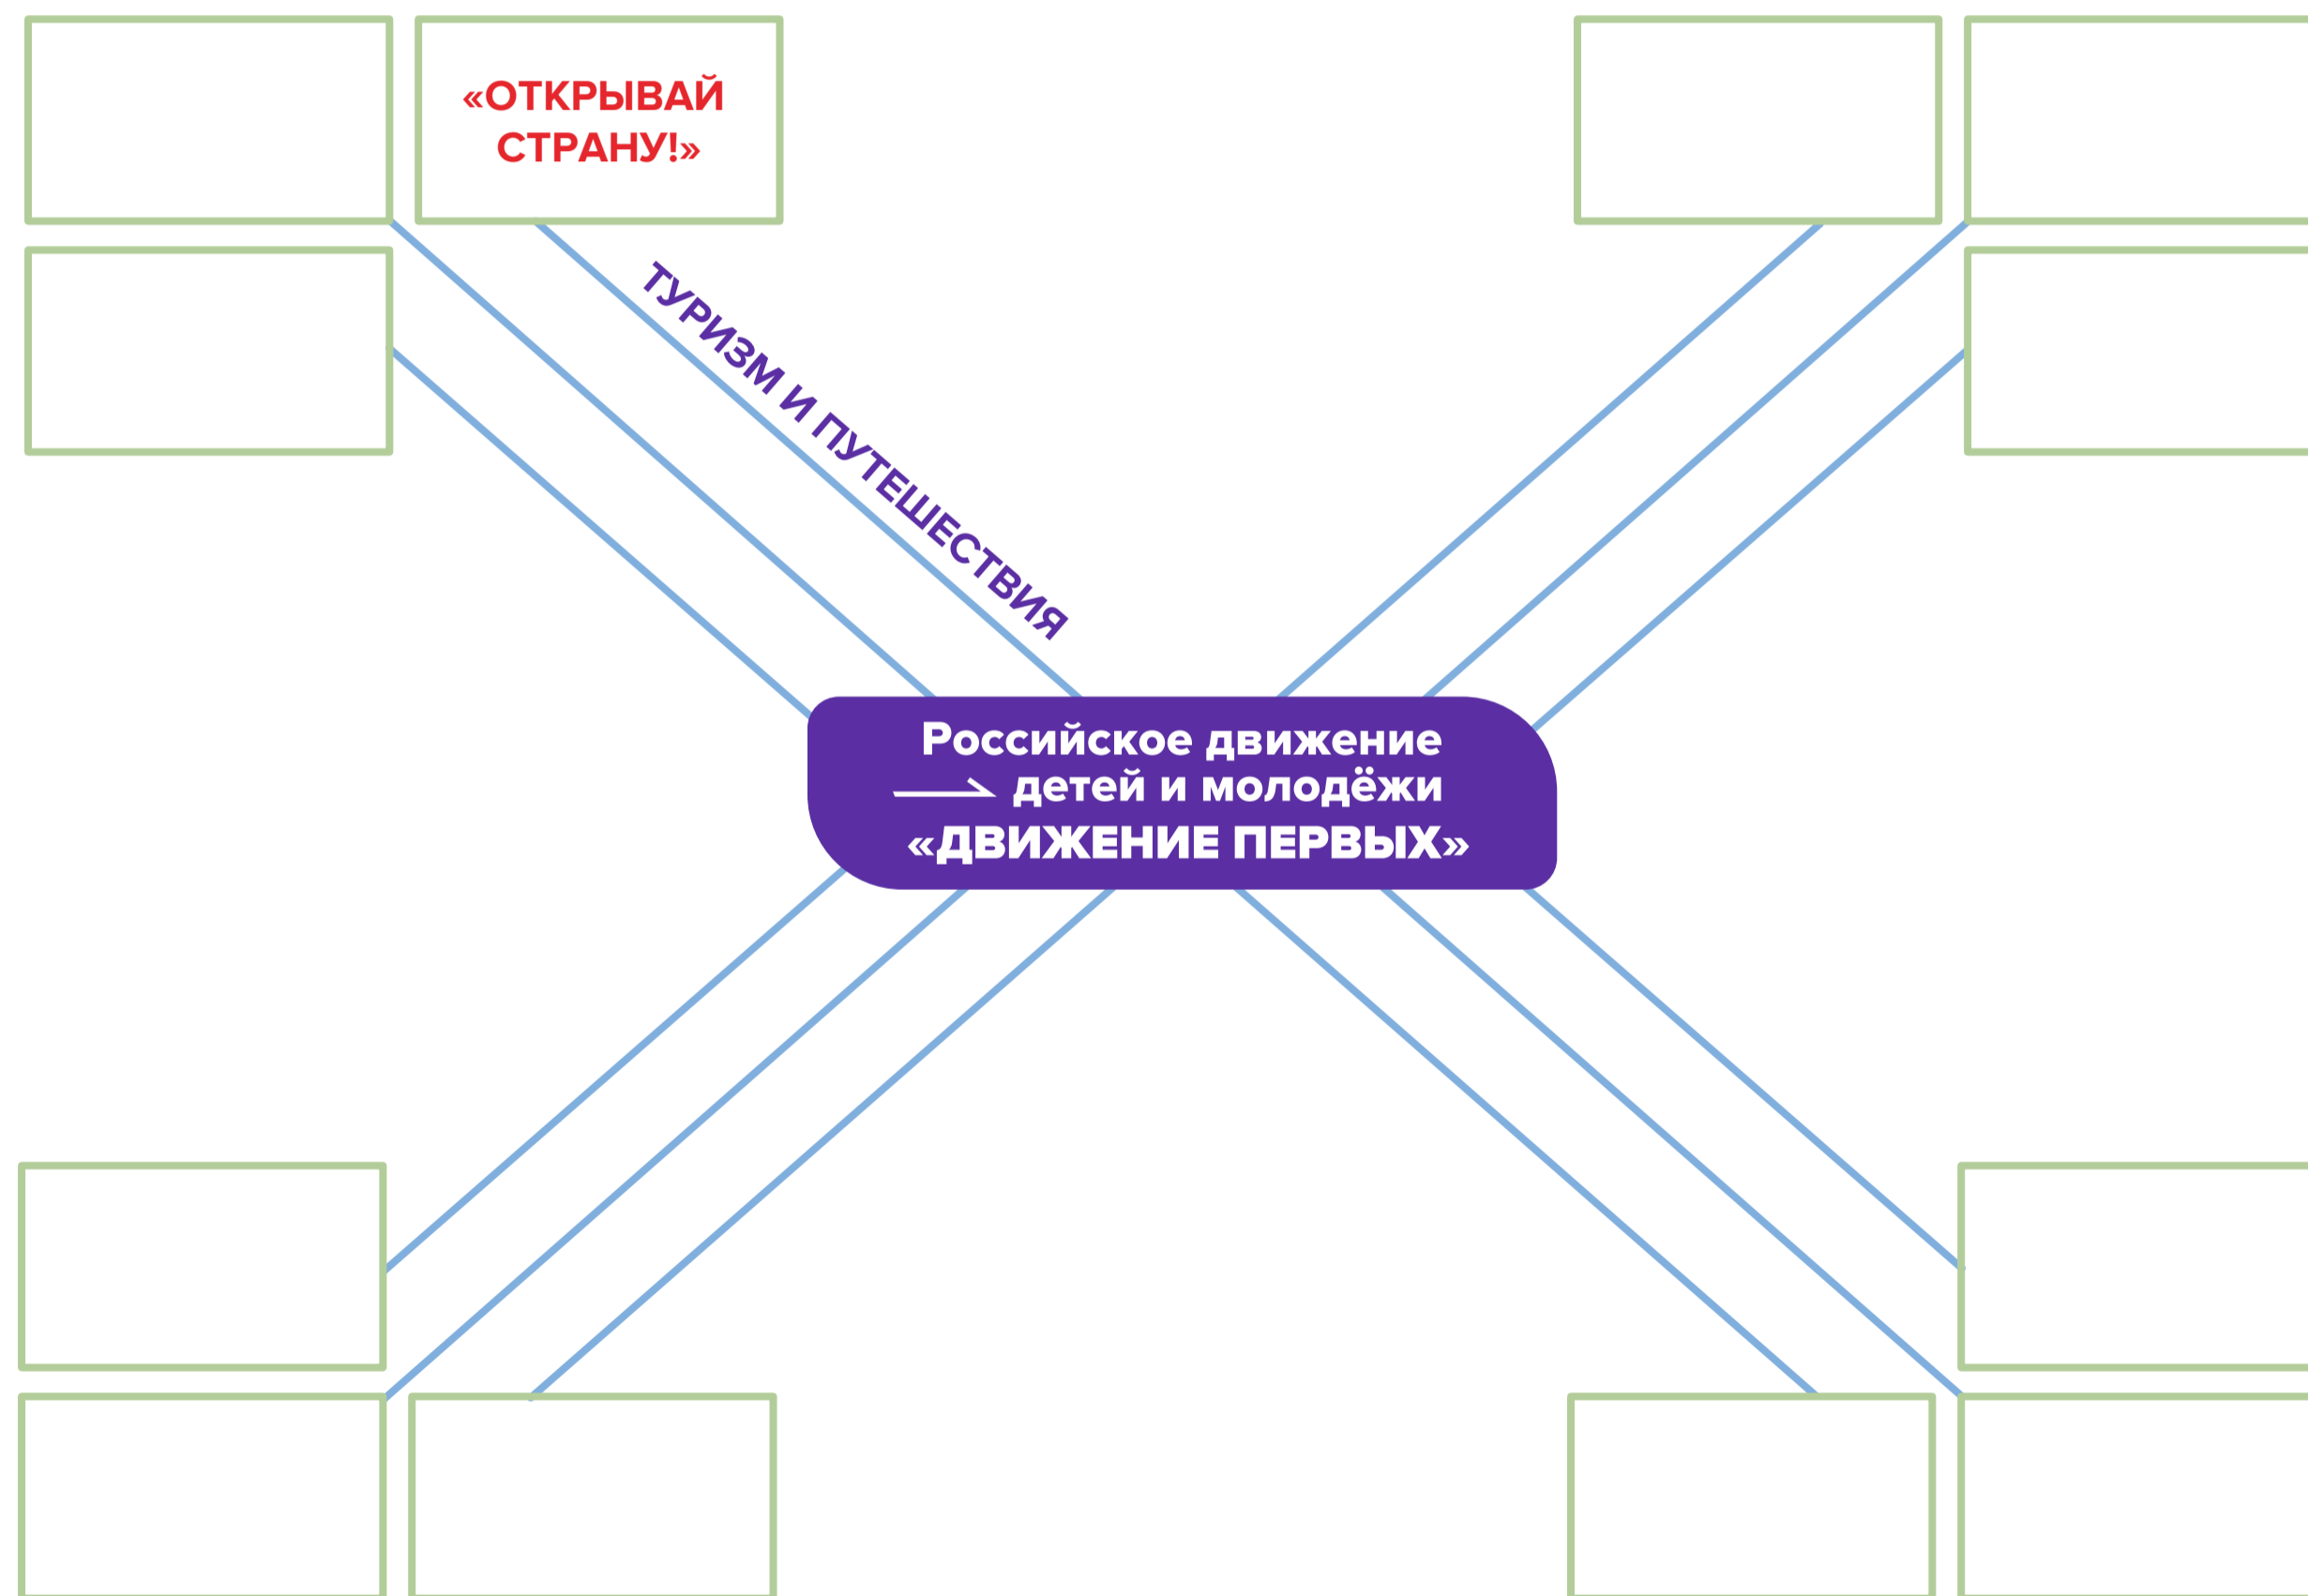 «ОТКРЫВАЙ
СТРАНУ!»
ТУРИЗМ И ПУТЕШЕСТВИЯ
Российское движение
детей и молодёжи
«ДВИЖЕНИЕ ПЕРВЫХ»